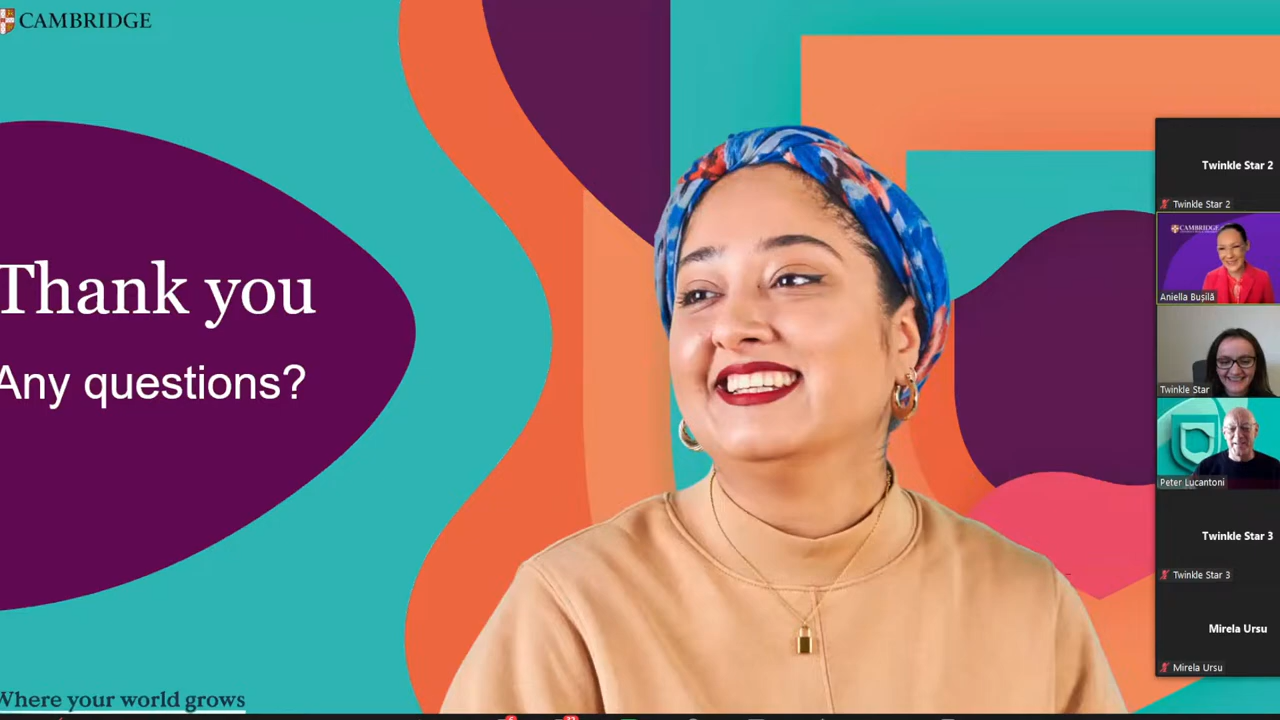 CAMBRIDGE
Thank you
Any questions?
Where your world grows
Twinkle Star 2
Twinkle Star 2
CAMBRIDGE
Aniella Bușilă
Twinkle Star
Peter Lucantoni
Twinkle Star 3
Twinkle Star 3
Mirela Ursu
Mirela Ursu